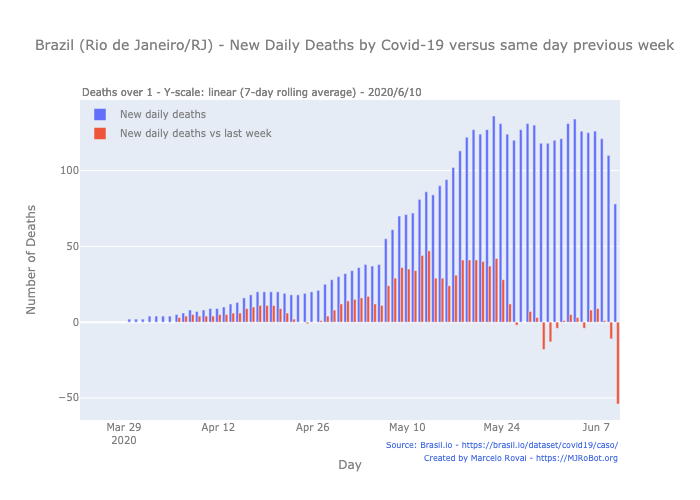 Brazil (Rio de Janeiro/RJ) - New Daily Deaths by Covid-19 versus same day previous week
Deaths over 1 - Y-scale: linear (7-day rolling average) - 2020/6/10
New daily deaths
New daily deaths vs last week
Number of Deaths
100
50
0
−50
Mar 29
2020
Apr 12
Apr 26
May 10
May 24
Jun 7
Source: Brasil.io - https://brasil.io/dataset/covid19/caso/
Created by Marcelo Rovai - https://MJRoBot.org
Day